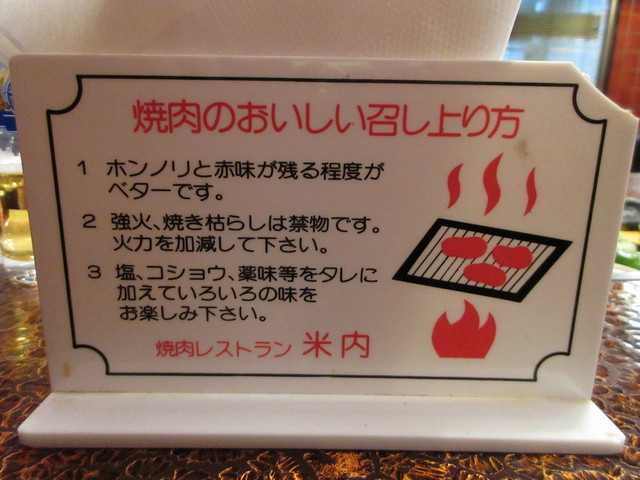 焼肉のおいしい召し上り方
1 ホンノリと赤味が残る程度が
ベターです。
2 強火、焼き枯らしは禁物です。
火力を加減して下さい。
3 塩、コショウ、薬味等をタレに
加えていろいろの味を
お楽しみ下さい。
焼肉レストラン 米内